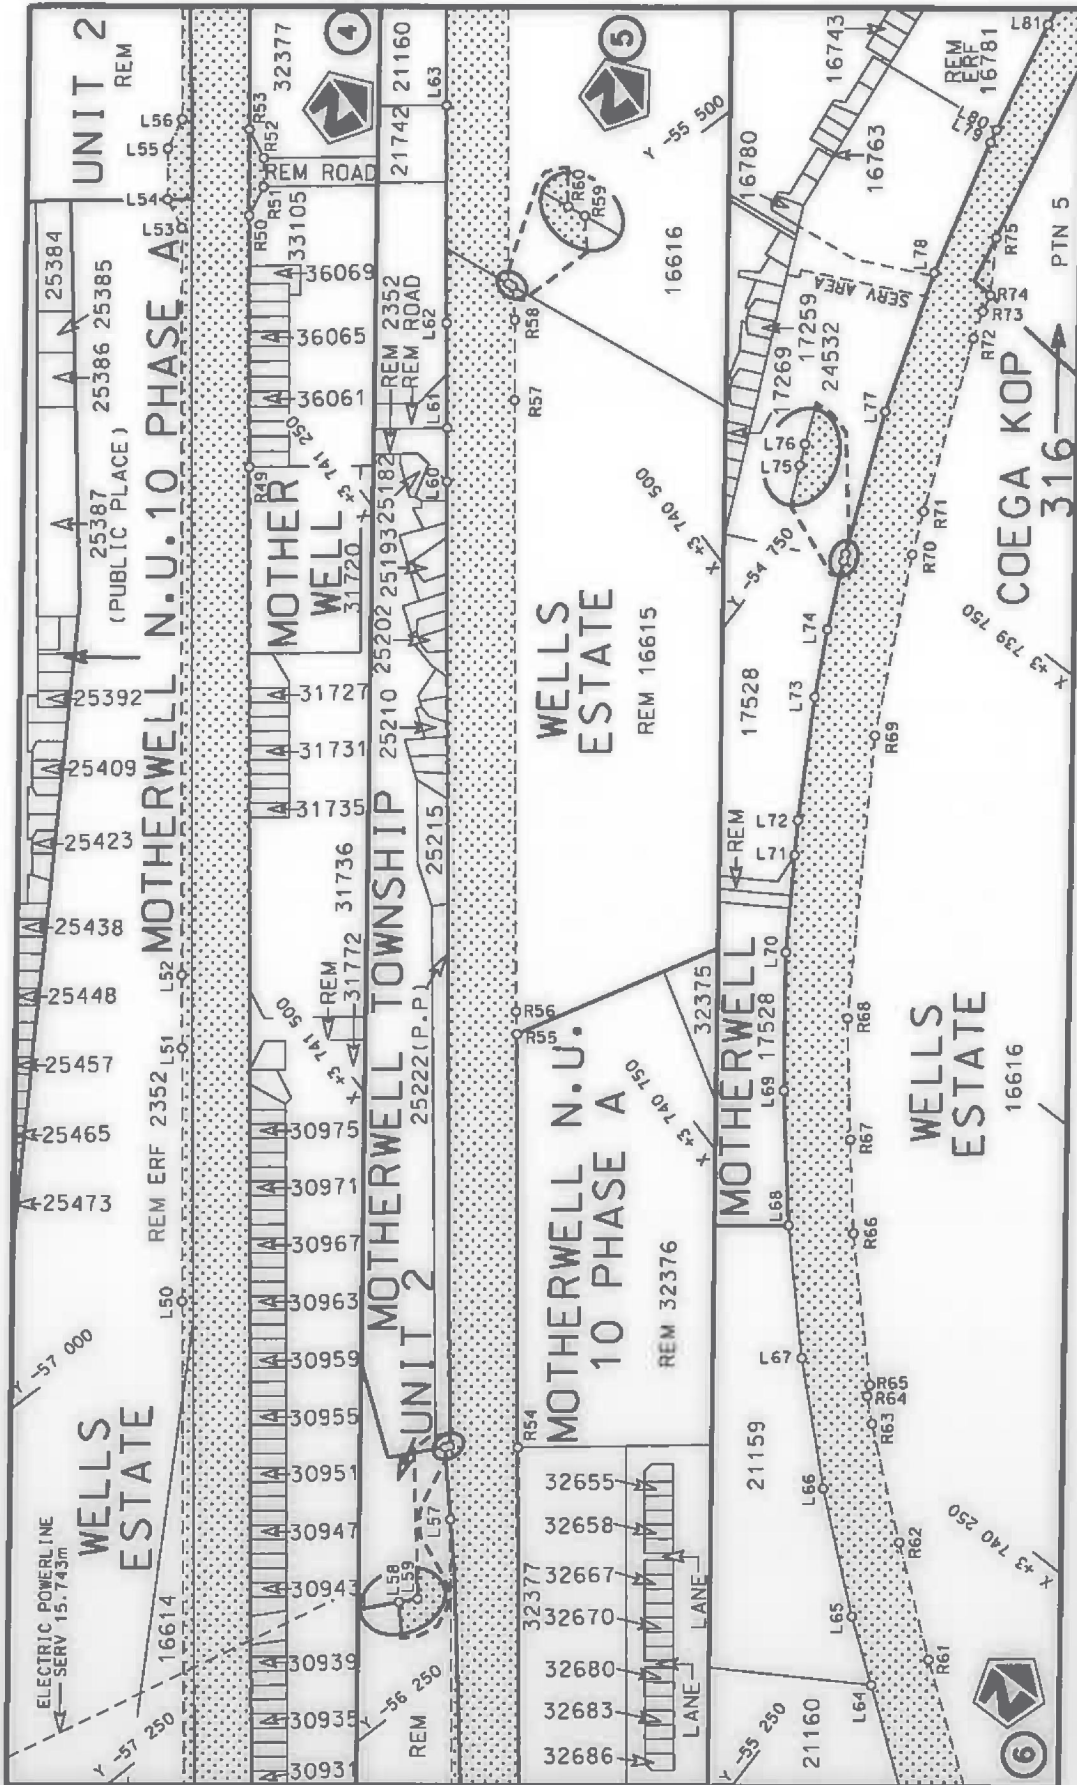 UNIT 2
REM
L56
L55
L54
L53
25384
25385
25386
25387
(PUBLIC PLACE)
25392
25409
25423
25438
25448
25457
25465
25473
MOTHERWELL N.U. 10 PHASE A
L52
L51
REM ERF 2352
L50
Y -57 000
WELLS
ESTATE
ELECTRIC POWERLINE
SERV 15.743m
16614
Y -57 250
4
32377
R53
R52
REM ROAD
R51
R50
33105
36069
36065
36061
X +3 741 250
R49
MOTHER
WELL
31720
31727
31731
31735
31736
REM
31772
X +3 741 500
30975
30971
30967
30963
30959
30955
30951
30947
30943
30939
30935
30931
21160
L63
21742
REM 2352
REM ROAD
L62
L61
L60
25182
25193
25202
25210
25215
25222(P.P)
MOTHERWELL TOWNSHIP
UNIT 2
L57
L58
L59
Y -56 250
REM
5
Y -55 500
R60
R59
16616
R58
R57
X +3 740 500
WELLS
ESTATE
REM 16615
R56
R55
32375
X +3 740 750
MOTHERWELL N.U.
10 PHASE A
REM 32376
R54
32377
32655
32658
32667
32670
32680
32683
32686
LANE
LANE
L81
16743
REM
ERF
16781
L80
L79
16763
16780
L78
SERV AREA
17259
17269
24532
L77
L76
L75
Y -54 750
L74
L73
17528
L72
L71
REM
L70
MOTHERWELL
17528
L69
L68
L67
21159
L66
L65
L64
21160
Y -55 250
R75
PTN 5
R74
R73
R72
COEGA KOP
316
R71
R70
X +3 739 750
R69
R68
WELLS
ESTATE
16616
R67
R66
R65
R64
R63
R62
X +3 740 250
R61
6